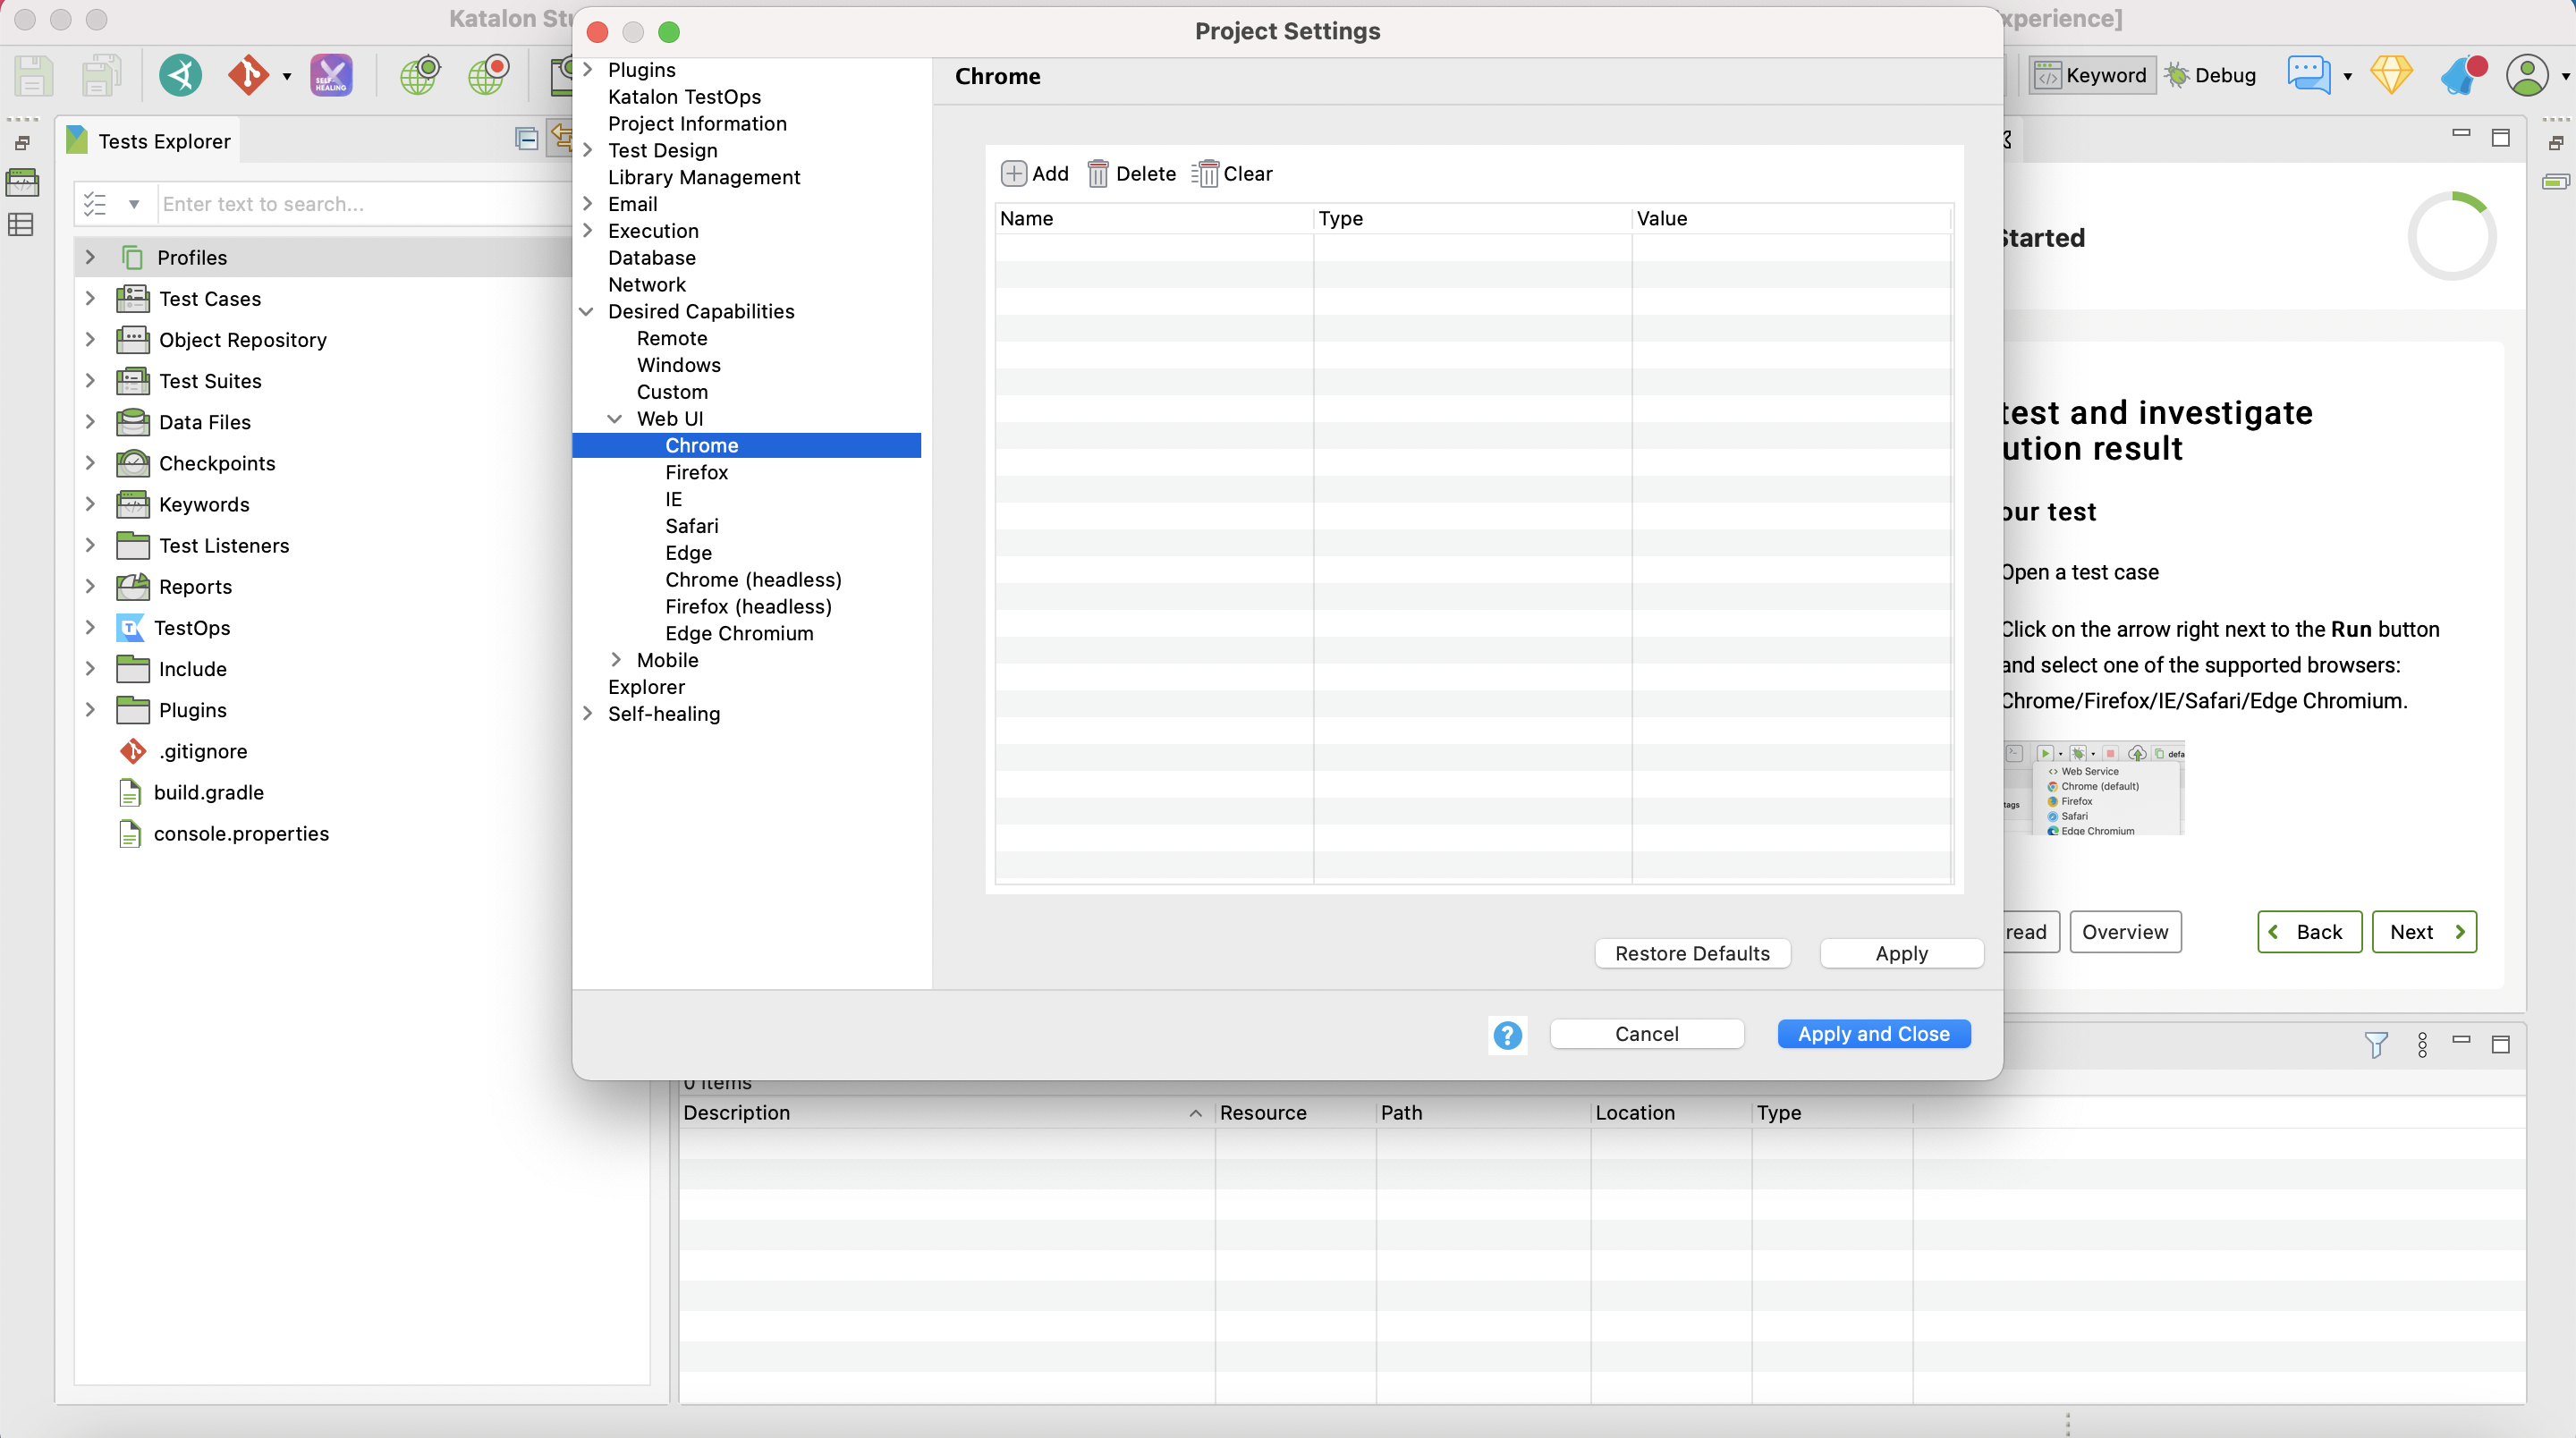 Katalon Stu
Project Settings
xperience]
SELF-
HEALING
Keyword
Debug
Tests Explorer
Enter text to search...
Profiles
Test Cases
Object Repository
Test Suites
Data Files
Checkpoints
Keywords
Test Listeners
Reports
TestOps
Include
Plugins
.gitignore
build.gradle
console.properties
Plugins
Katalon TestOps
Project Information
Test Design
Library Management
Email
Execution
Database
Network
Desired Capabilities
Remote
Windows
Custom
Web UI
Chrome
Firefox
IE
Safari
Edge
Chrome (headless)
Firefox (headless)
Edge Chromium
Mobile
Explorer
Self-healing
Chrome
Add Delete Clear
Name Type Value
Restore Defaults Apply
? Cancel Apply and Close
Started
test and investigate
ution result
our test
Open a test case
Click on the arrow right next to the Run button
and select one of the supported browsers:
Chrome/Firefox/IE/Safari/Edge Chromium.
defa
Web Service
Chrome (default)
tags
Firefox
Safari
Edge Chromium
read Overview Back Next
0 items
Description Resource Path Location Type